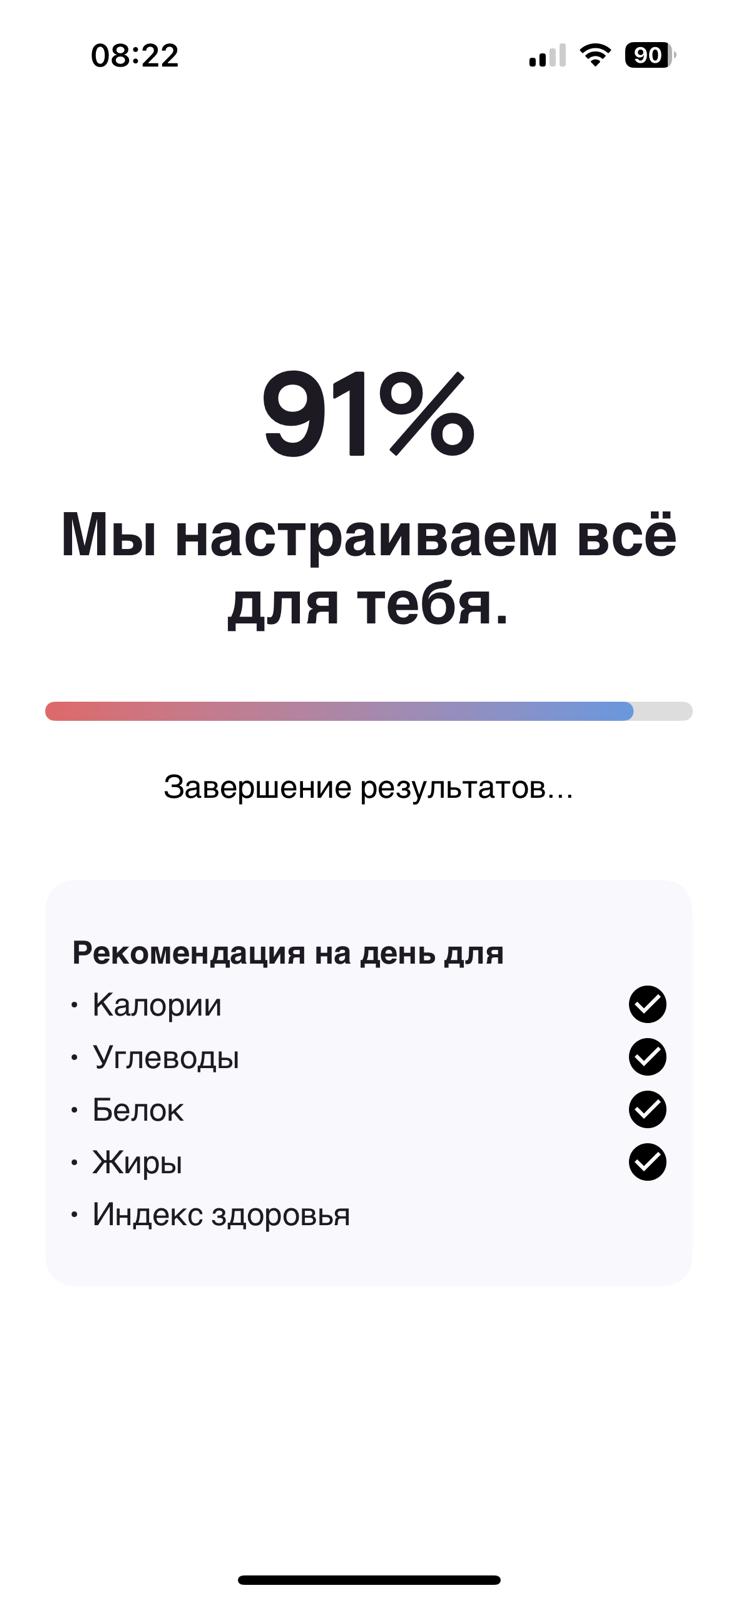 08:22
90
91%
Мы настраиваем всё
для тебя.
Завершение результатов...
Рекомендация на день для
· Калории
· Углеводы
· Белок
· Жиры
· Индекс здоровья